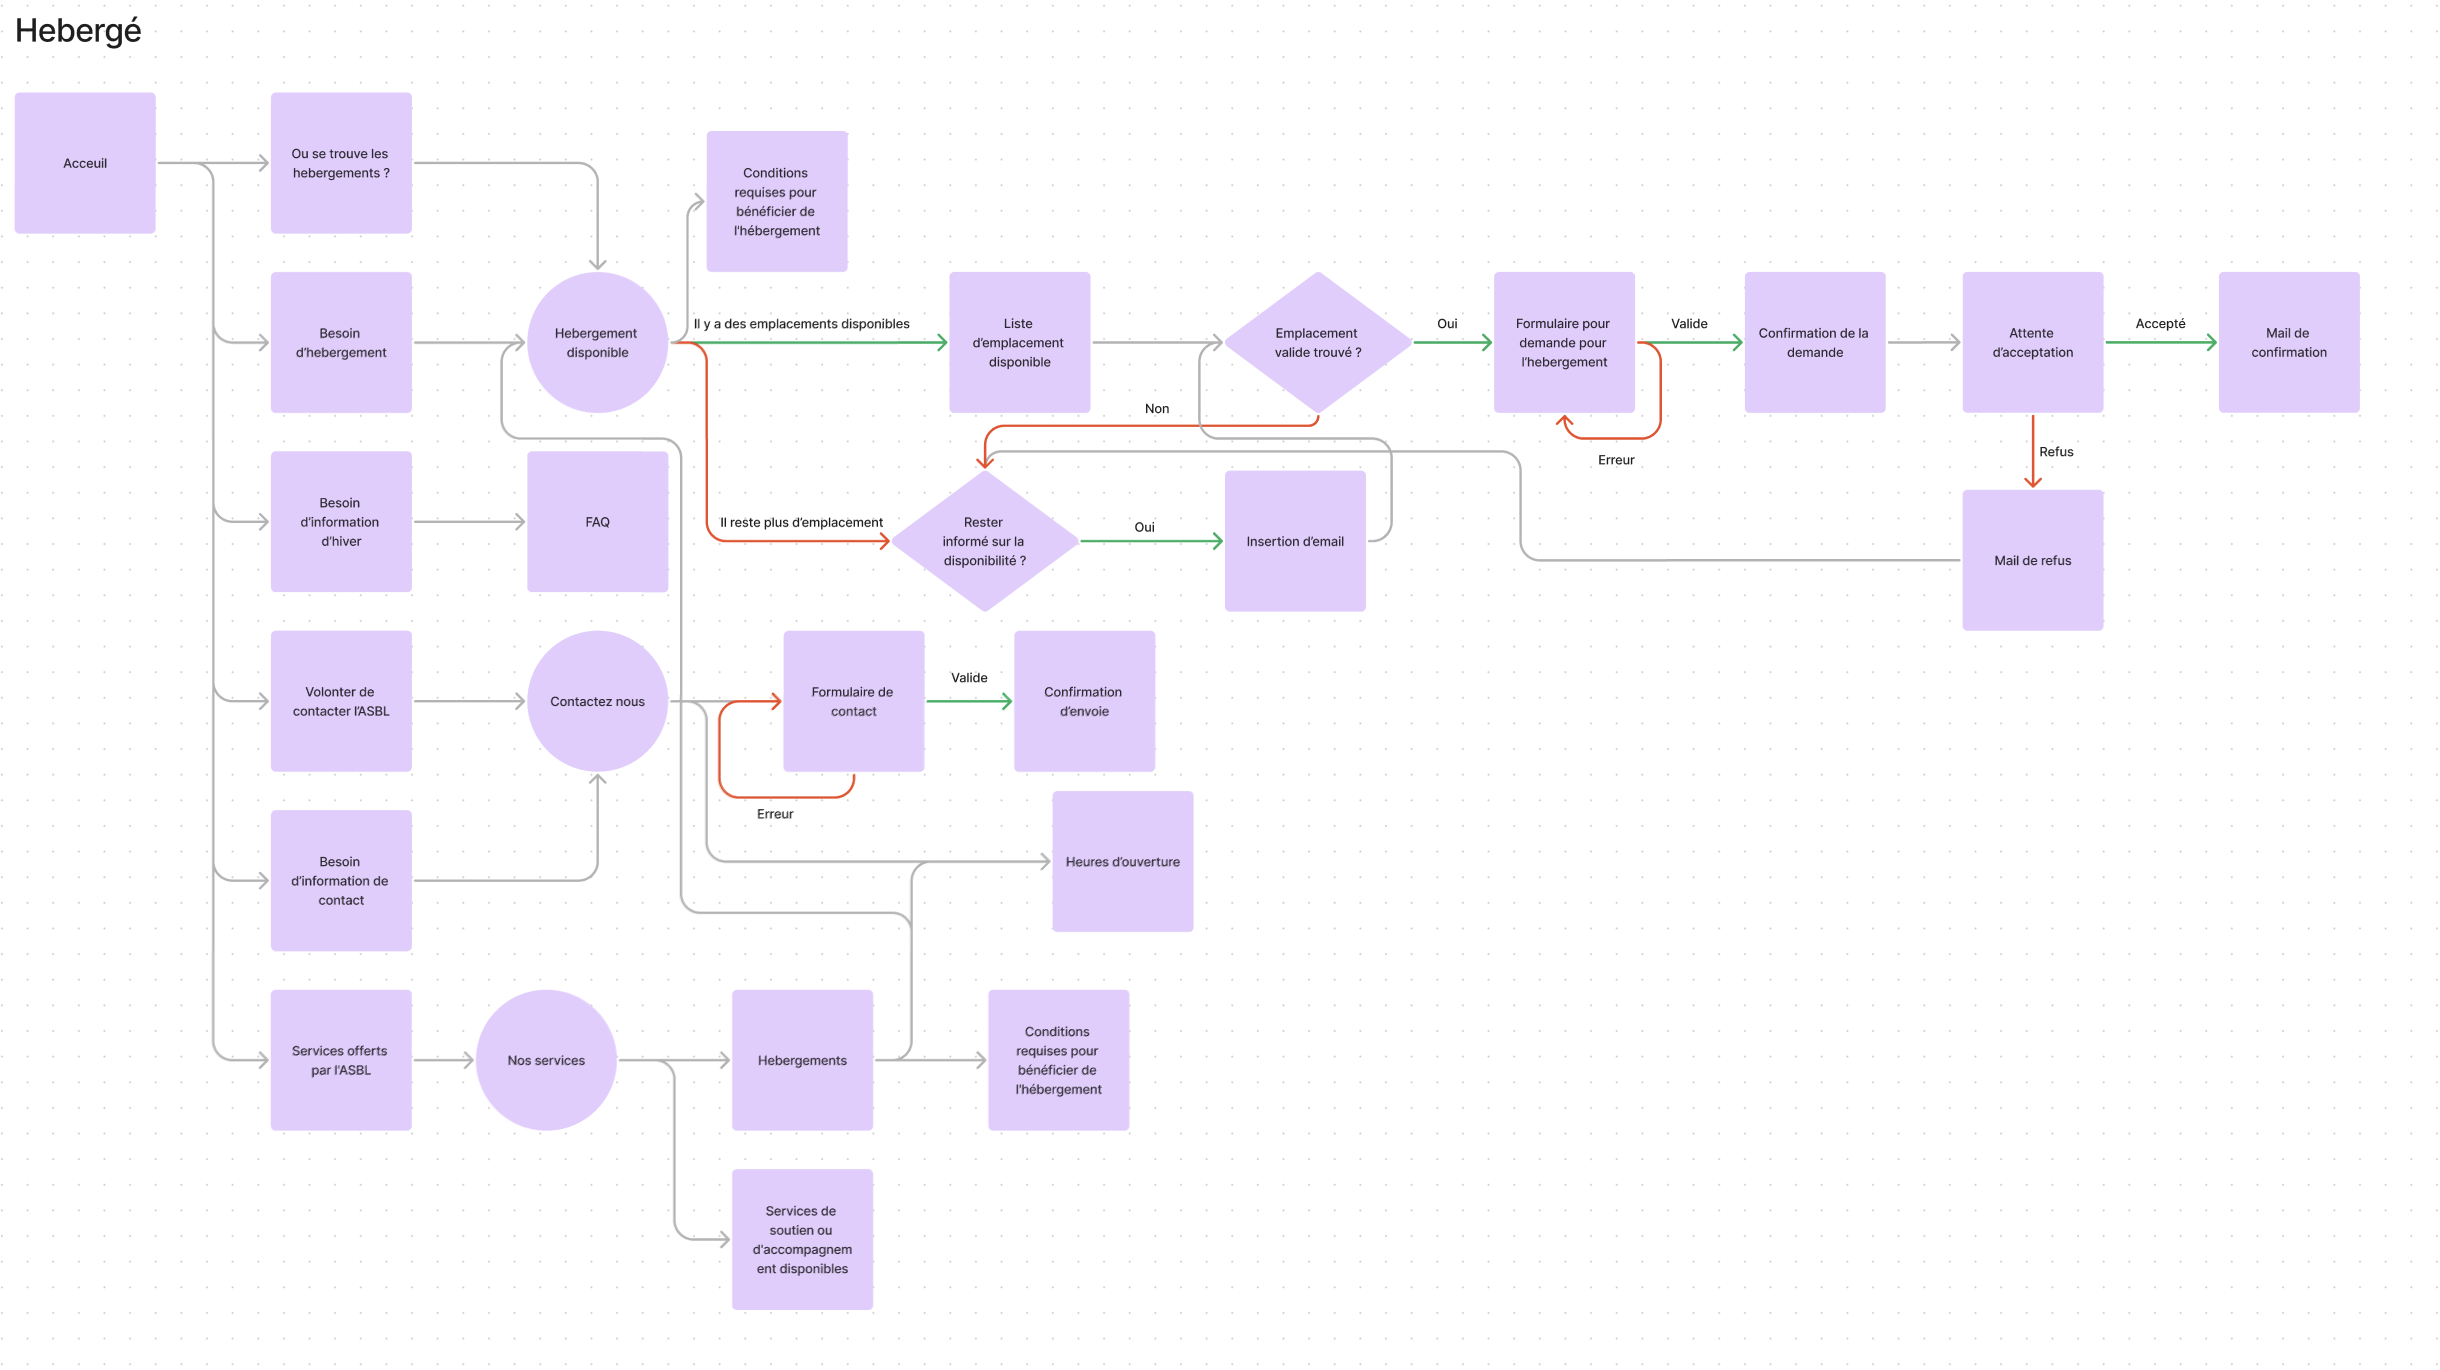 Hebergé
Acceuil
Ou se trouve les
hebergements ?
Conditions
requises pour
bénéficier de
l'hébergement
Besoin
d'hebergement
Hebergement
disponible
Il y a des emplacements disponibles
Liste
d'emplacement
disponible
Emplacement
valide trouvé ?
Oui
Formulaire pour
demande pour
l'hebergement
Valide
Confirmation de la
demande
Attente
d'acceptation
Accepté
Mail de
confirmation
Non
Erreur
Refus
Besoin
d'information
d'hiver
FAQ
Il reste plus d'emplacement
Rester
informé sur la
disponibilité ?
Oui
Insertion d'email
Mail de refus
Volonter de
contacter l'ASBL
Contactez nous
Formulaire de
contact
Valide
Confirmation
d'envoie
Erreur
Besoin
d'information de
contact
Heures d'ouverture
Services offerts
par l'ASBL
Nos services
Hebergements
Conditions
requises pour
bénéficier de
l'hébergement
Services de
soutien ou
d'accompagnem
ent disponibles